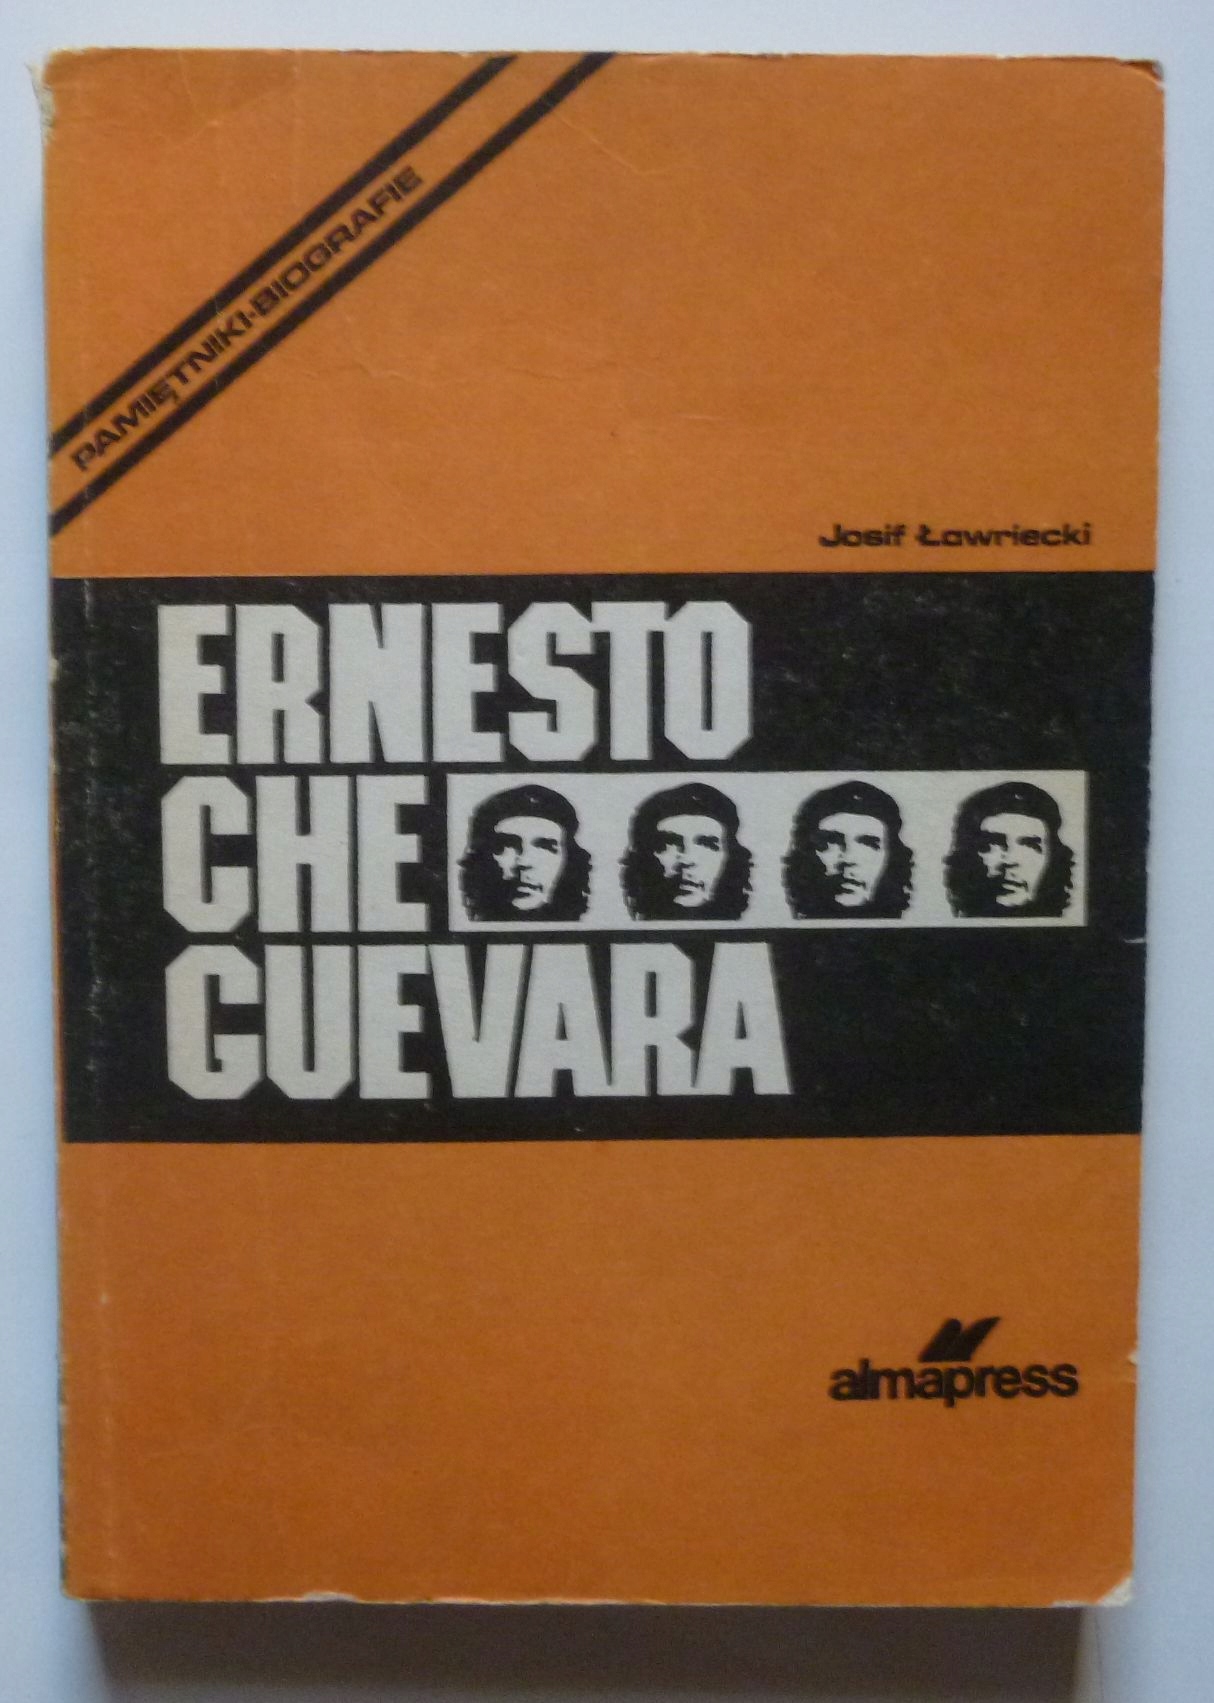 PAMIĘTNIKI·BIOGRAFIE
Josif Ławriecki
ERNESTO
CHE
GUEVARA
almapress